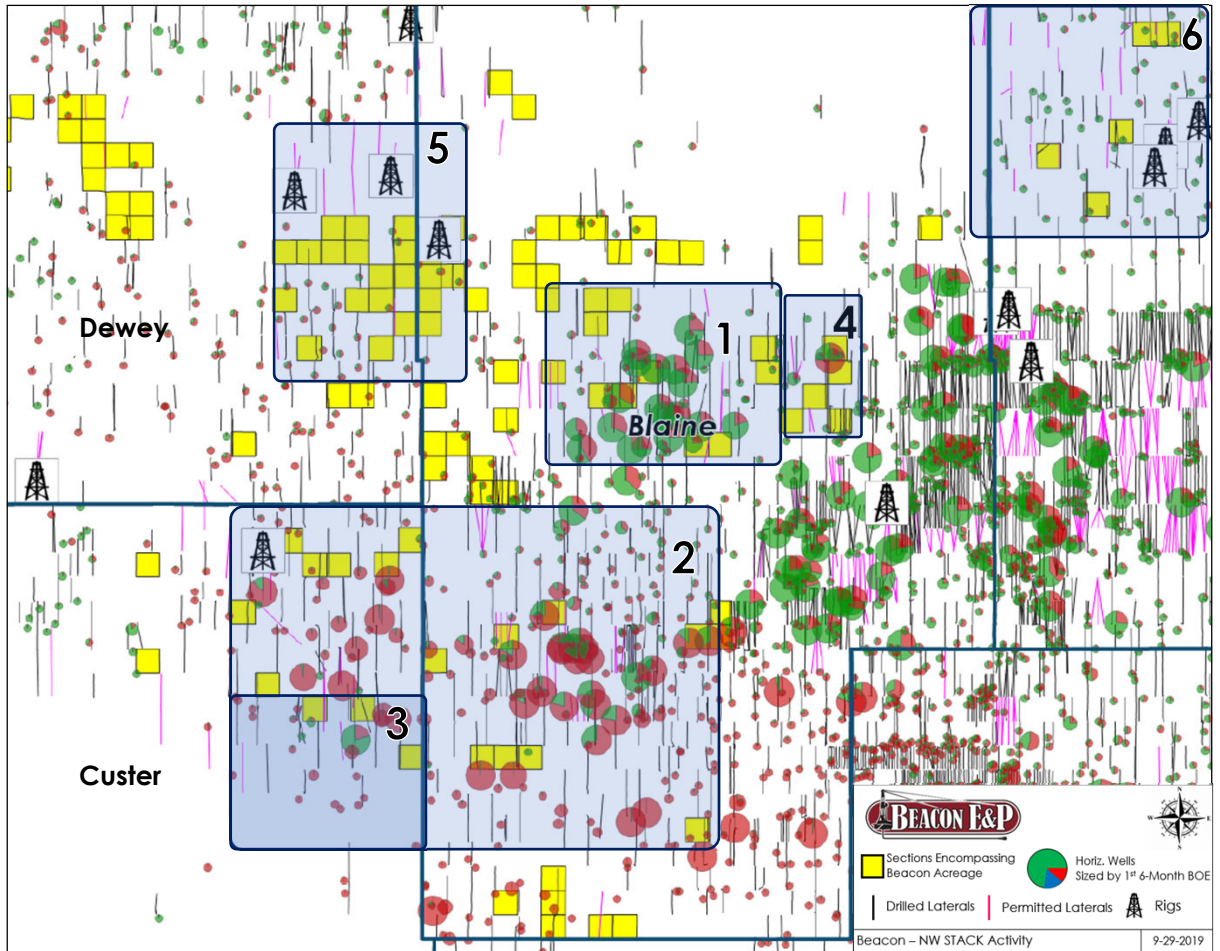 6
5
Dewey
1
4
Blaine
2
3
Custer
BEACON E&P
N
W
E
S
Sections Encompassing
Beacon Acreage
Horiz. Wells
Sized by 1st 6-Month BOE
Drilled Laterals
Permitted Laterals
Rigs
Beacon – NW STACK Activity
9-29-2019